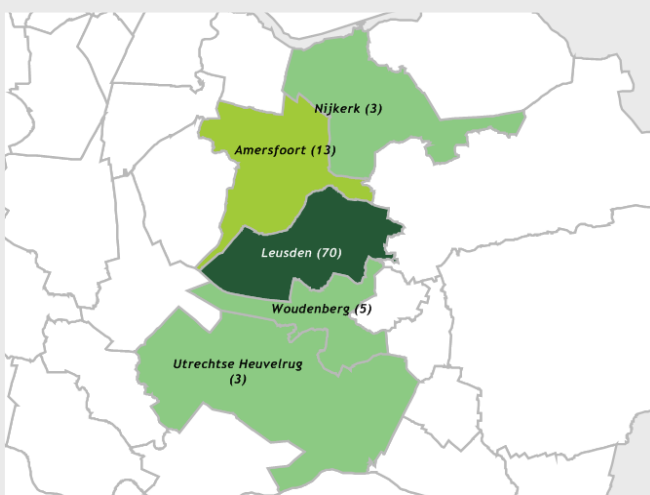 Nijkerk (3)
Amersfoort (13)
Leusden (70)
Woudenberg (5)
Utrechtse Heuvelrug
(3)